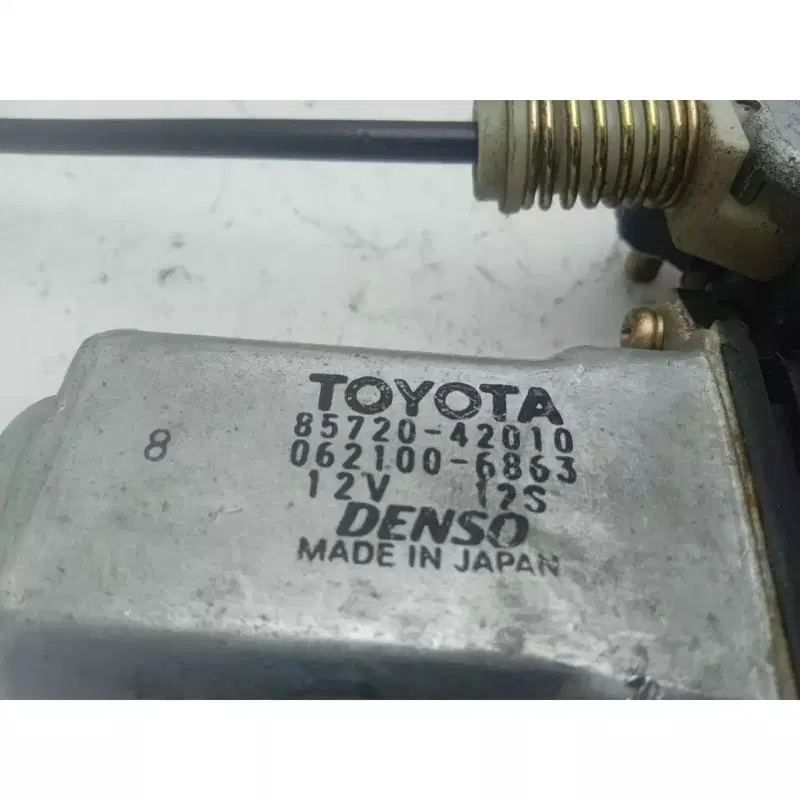 TOYOTA
85720-42010
8
062100-6863
12V 12S
DENSO
MADE IN JAPAN